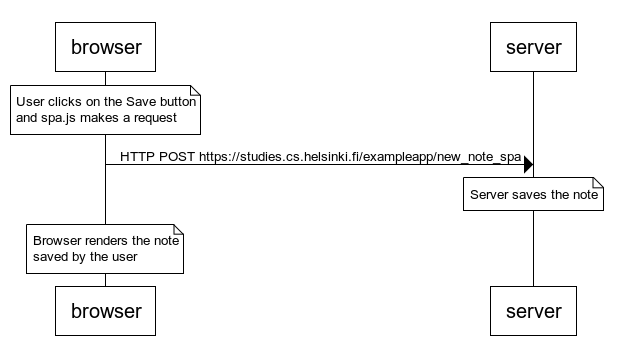 browser
server
User clicks on the Save button
and spa.js makes a request
HTTP POST https://studies.cs.helsinki.fi/exampleapp/new_note_spa
Server saves the note
Browser renders the note
saved by the user
browser
server